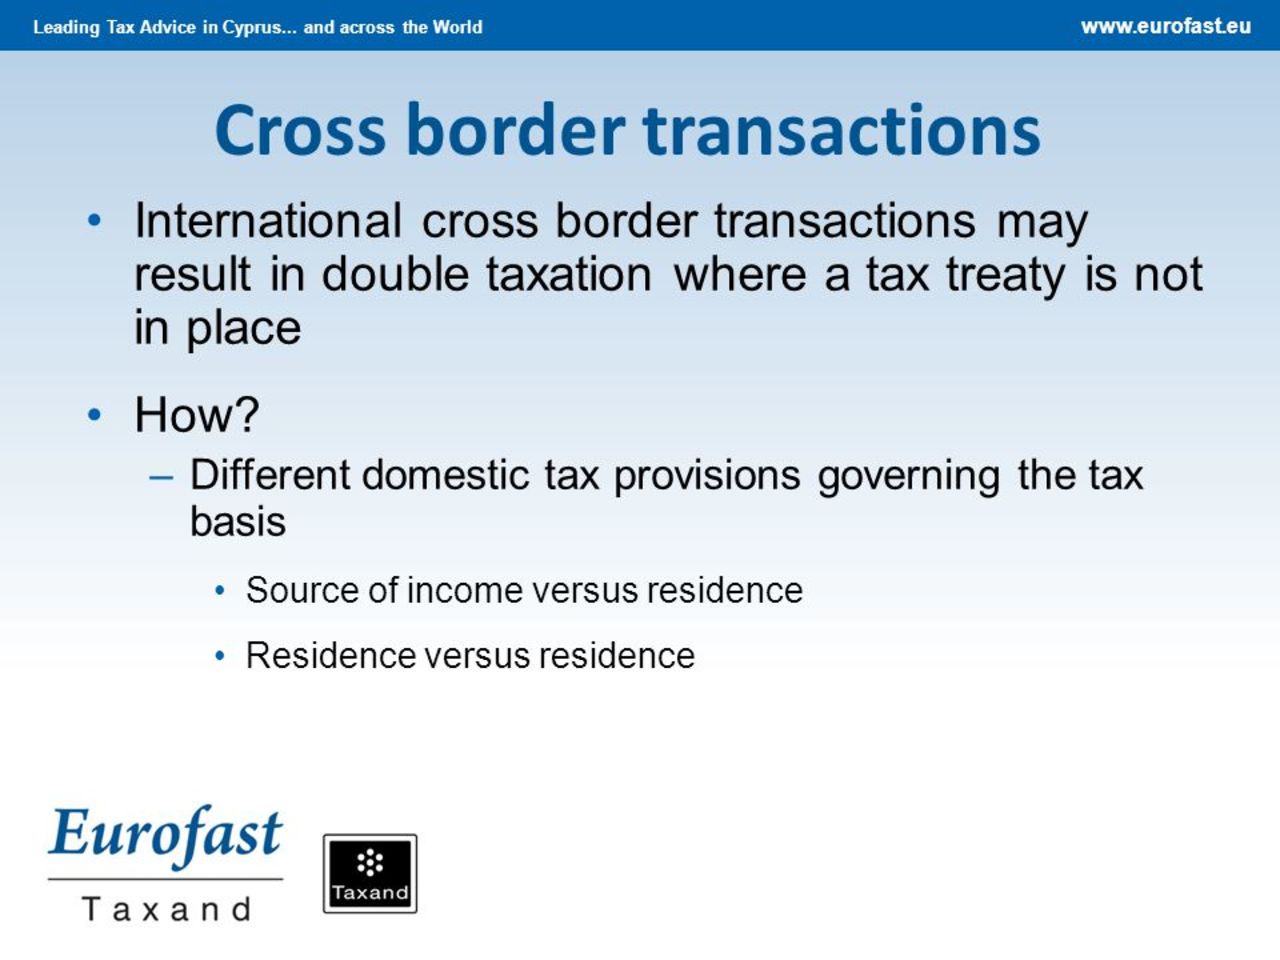 Leading Tax Advice in Cyprus... and across the World
www.eurofast.eu
Cross border transactions
• International cross border transactions may
result in double taxation where a tax treaty is not
in place
• How?
– Different domestic tax provisions governing the tax
basis
• Source of income versus residence
• Residence versus residence
Eurofast
Taxand
Taxand